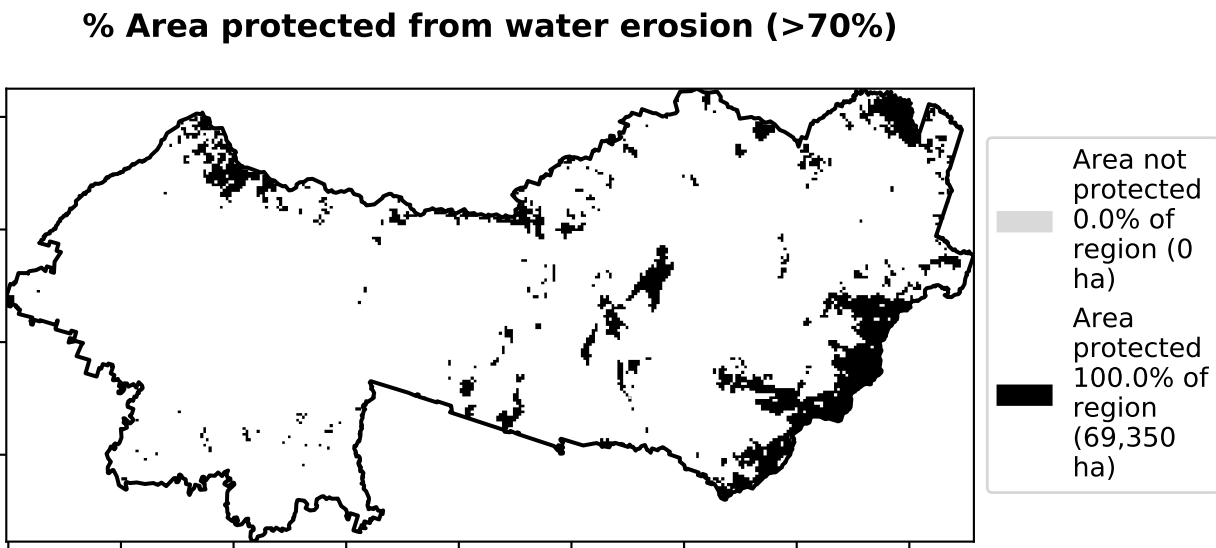 % Area protected from water erosion (>70%)
Area not
protected
0.0% of
region (0
ha)
Area
protected
100.0% of
region
(69,350
ha)